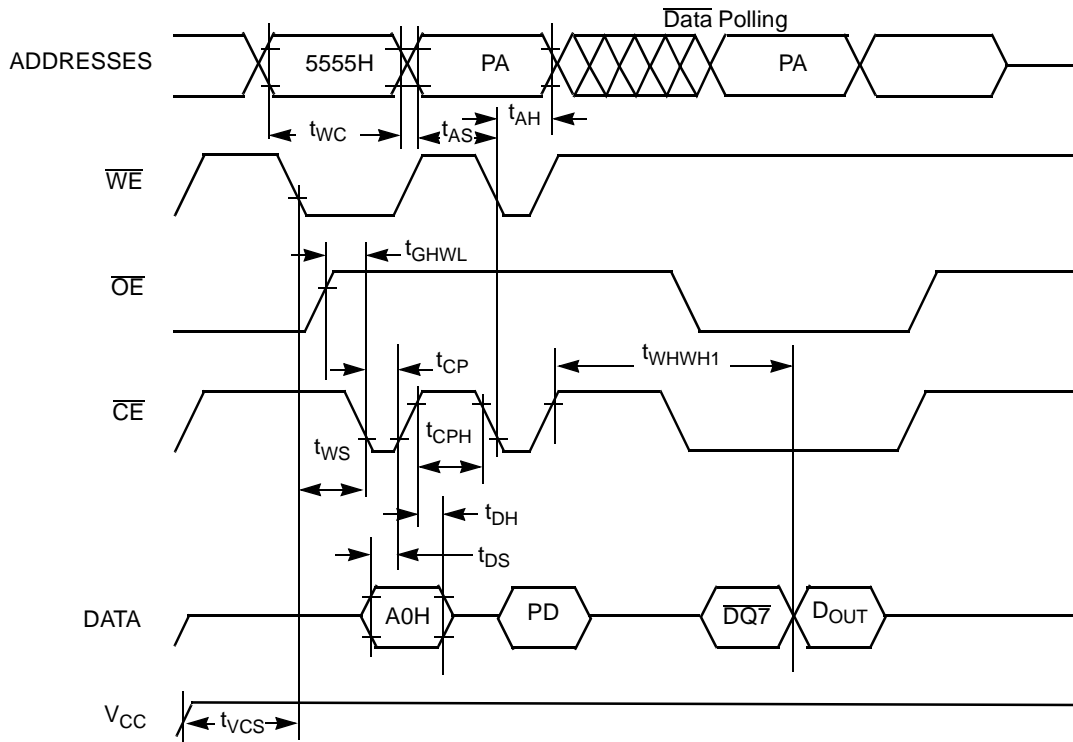 Data Polling
ADDRESSES 5555H PA PA
tWC tAS tAH
WE
tGHWL
OE
tWHWH1
tCP
CE
tCPH
tWS
tDH
tDS
DATA A0H PD DQ7 DOUT
VCC tVCS